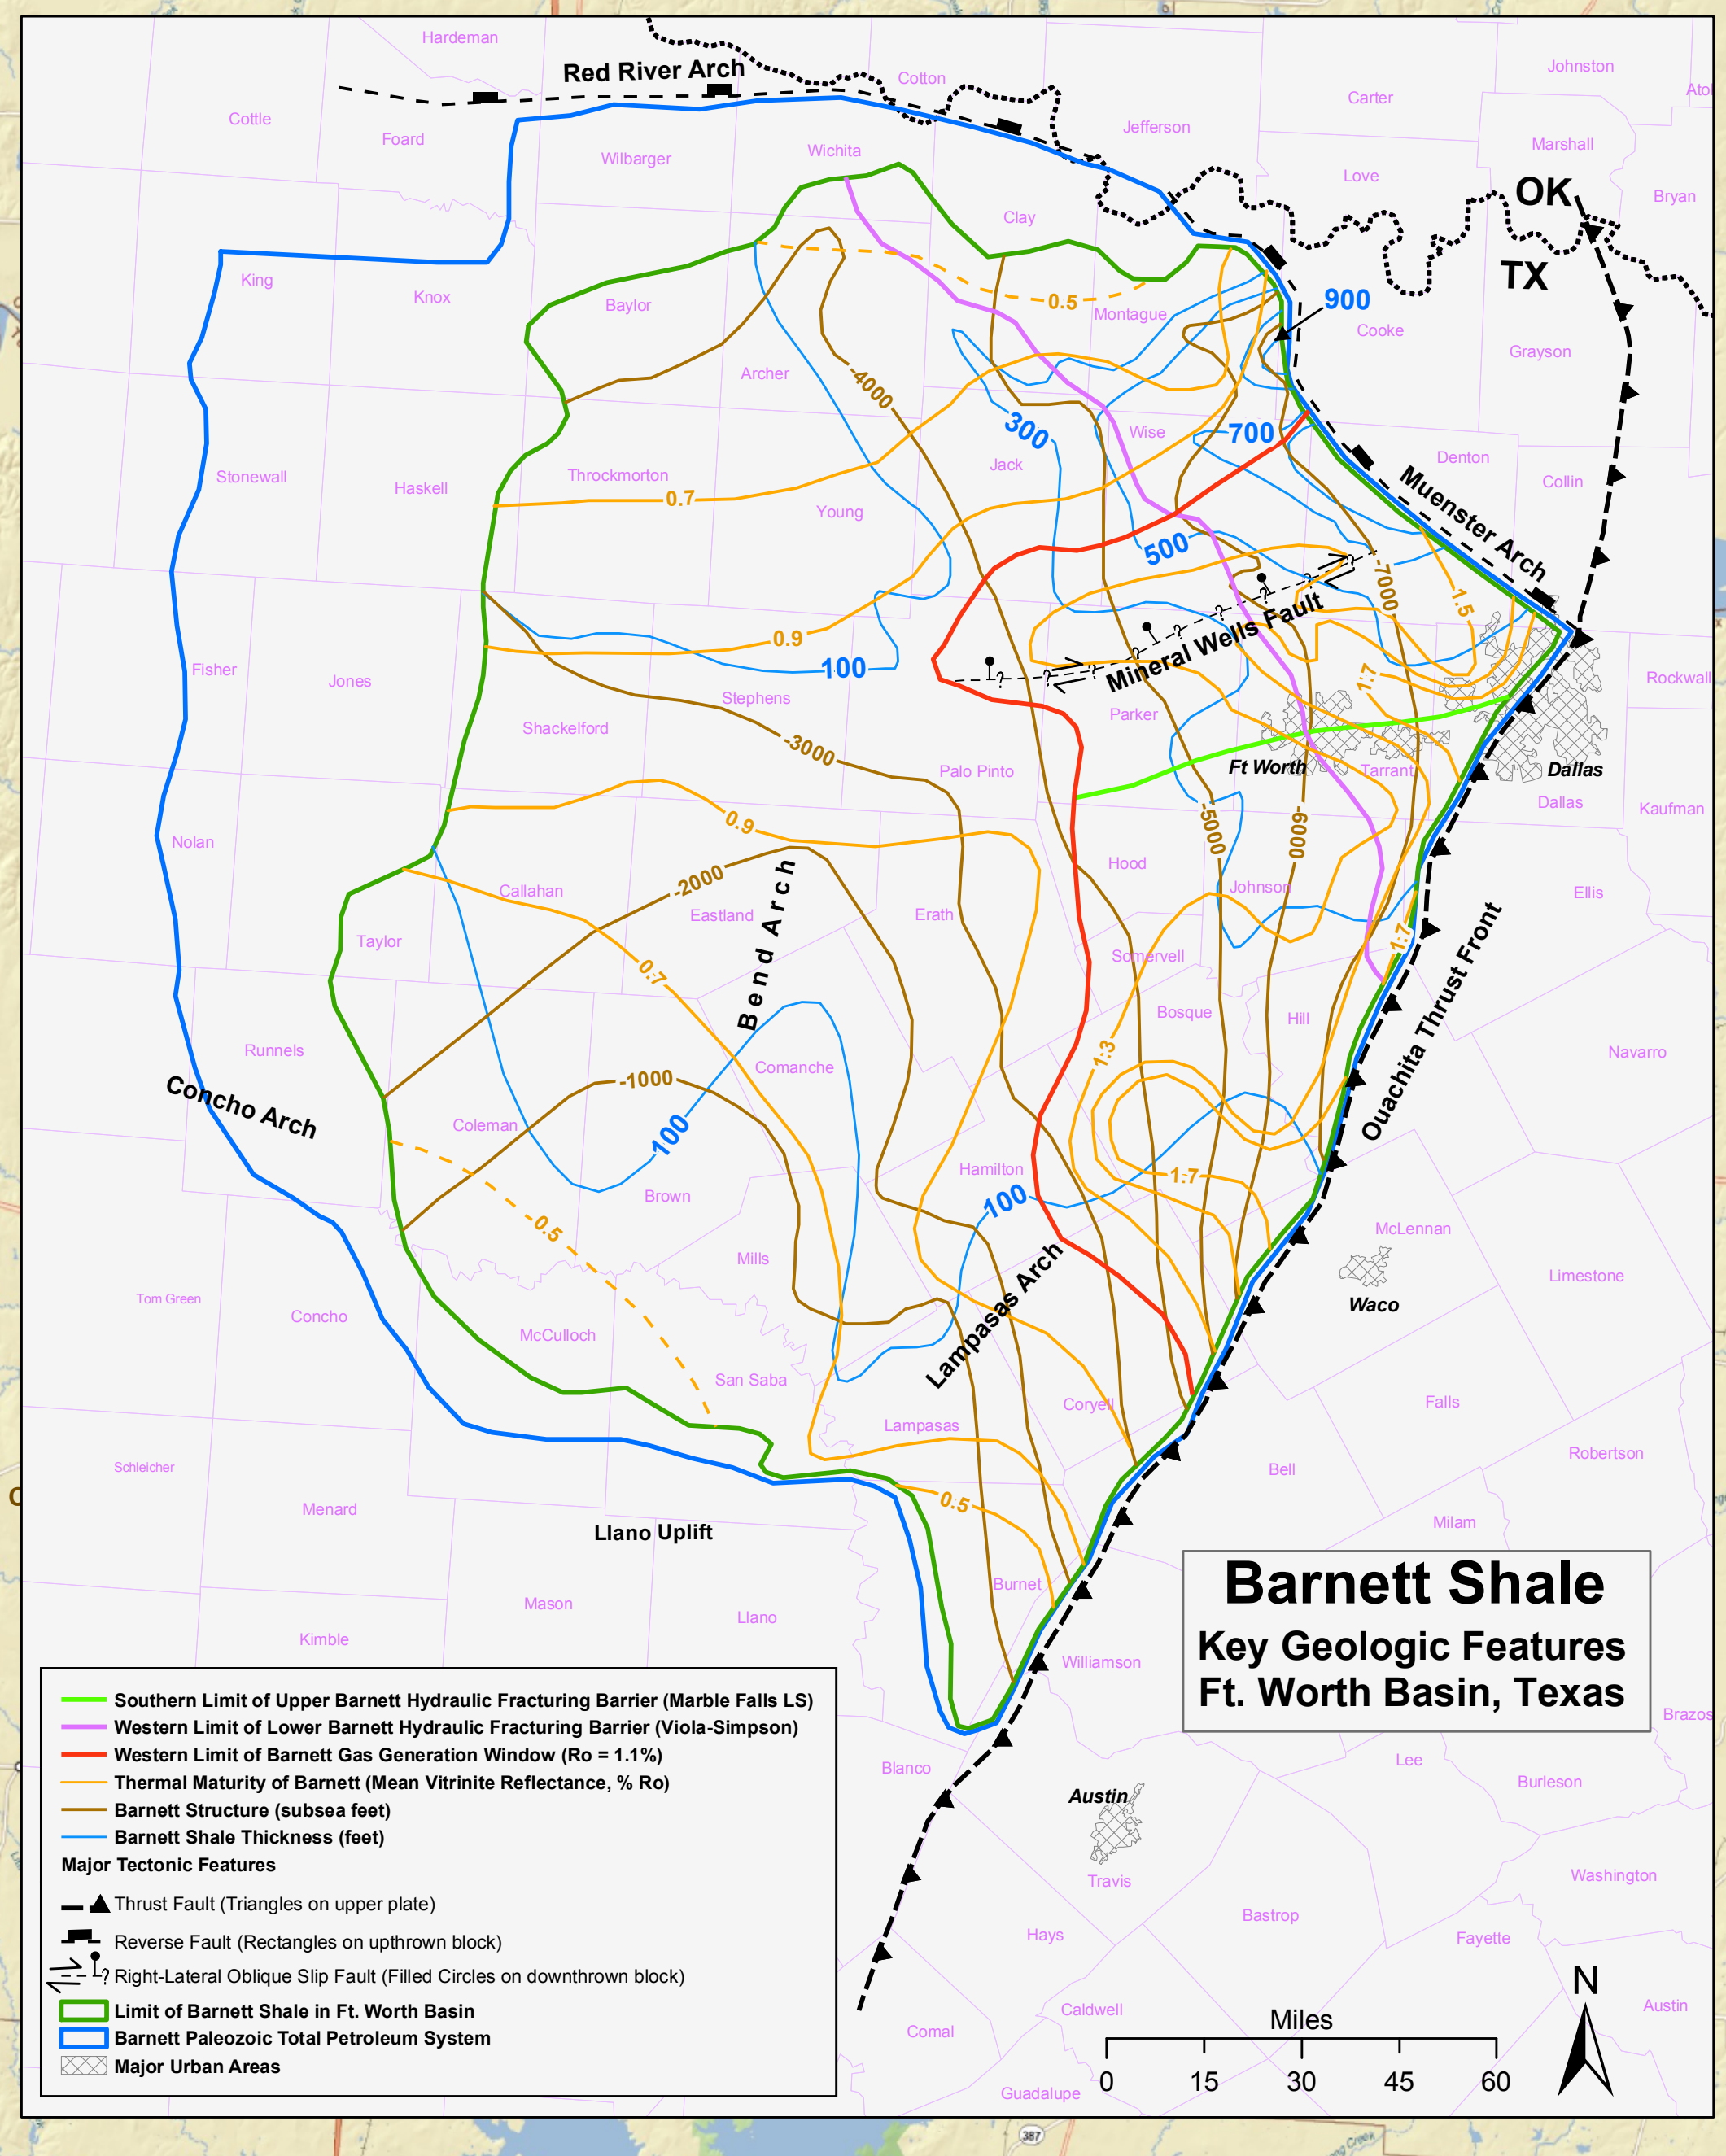 Hardeman
Red River Arch
Cotton
Johnston
Carter
Atol
Cottle
Foard
Jefferson
Marshall
Wilbarger
Wichita
Love
OK
Bryan
Clay
TX
King
Knox
Baylor
0.5
900
Montague
Cooke
Grayson
Archer
-4000
300
Wise
700
Stonewall
Haskell
Throckmorton
Jack
Denton
Collin
Muenster Arch
0.7
Young
500
-7000
1.5
?
?
Mineral Wells Fault
0.9
100
?
?
?
?
?
Fisher
Jones
Stephens
1.7
Rockwall
Shackelford
Parker
-3000
Palo Pinto
Ft Worth
Tarrant
Dallas
Dallas
Kaufman
Nolan
0.9
-5000
-6000
Hood
-2000
Callahan
Eastland
Bend Arch
Johnson
Ellis
Erath
Taylor
1.7
Somervell
0.7
Ouachita Thrust Front
Bosque
Hill
Runnels
Navarro
1.3
Comanche
-1000
Concho Arch
Coleman
100
Hamilton
1.7
Brown
100
McLennan
0.5
Mills
Limestone
Tom Green
Concho
Waco
Lampasas Arch
McCulloch
San Saba
Coryell
Falls
Lampasas
Robertson
Schleicher
Bell
C
Menard
0.5
Llano Uplift
Milam
Burnet
Mason
Llano
Kimble
Williamson
Barnett Shale
Key Geologic Features
Ft. Worth Basin, Texas
Brazos
Blanco
Lee
Burleson
Austin
Travis
Washington
Bastrop
Hays
Fayette
Caldwell
Comal
Austin
Guadalupe
Southern Limit of Upper Barnett Hydraulic Fracturing Barrier (Marble Falls LS)
Western Limit of Lower Barnett Hydraulic Fracturing Barrier (Viola-Simpson)
Western Limit of Barnett Gas Generation Window (Ro = 1.1%)
Thermal Maturity of Barnett (Mean Vitrinite Reflectance, % Ro)
Barnett Structure (subsea feet)
Barnett Shale Thickness (feet)
Major Tectonic Features
Thrust Fault (Triangles on upper plate)
Reverse Fault (Rectangles on upthrown block)
? Right-Lateral Oblique Slip Fault (Filled Circles on downthrown block)
Limit of Barnett Shale in Ft. Worth Basin
Barnett Paleozoic Total Petroleum System
Major Urban Areas
N
Miles
0 15 30 45 60
387